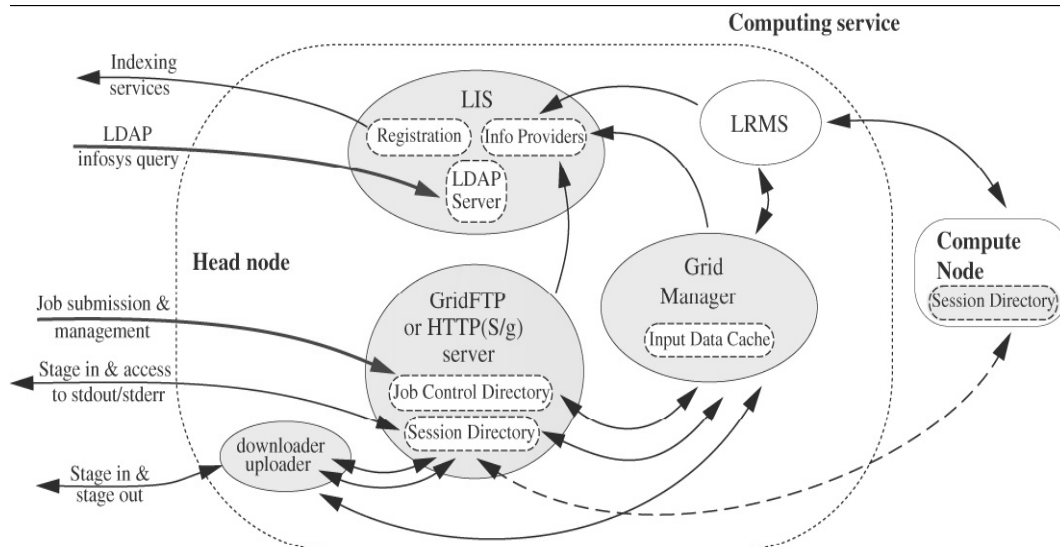 Computing service
Indexing
services
LDAP
infosys query
LIS
Registration
Info Providers
LDAP
Server
LRMS
Head node
Compute
Node
Session Directory
Grid
Manager
Input Data Cache
GridFTP
or HTTP(S/g)
server
Job Control Directory
Session Directory
Job submission &
management
Stage in & access
to stdout/stderr
downloader
uploader
Stage in &
stage out